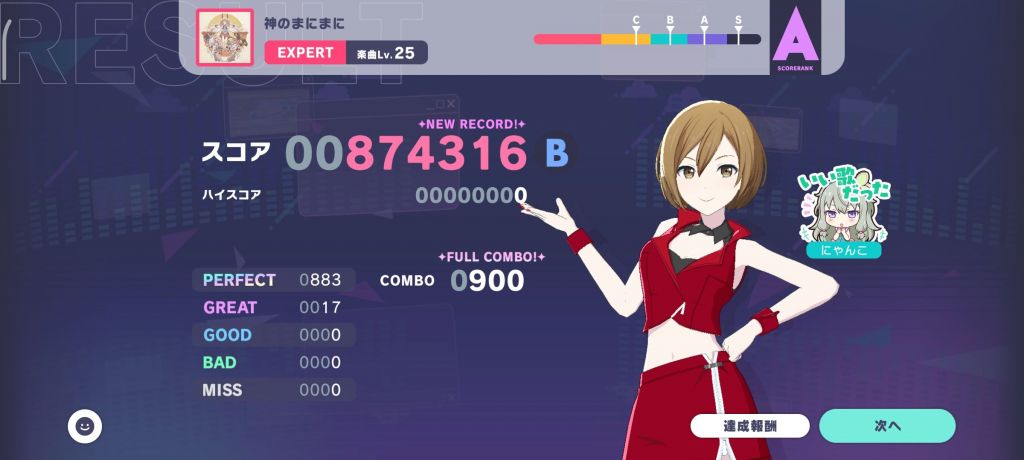 RESULT
神のまにまに
EXPERT 楽曲Lv.25
C B A S
A
SCORERANK
✦NEW RECORD!✦
スコア 00874316 B
ハイスコア 00000000
✦FULL COMBO!✦
PERFECT 0883 COMBO 0900
GREAT 0017
GOOD 0000
BAD 0000
MISS 0000
いい歌
だった
にゃんこ
達成報酬
次へ